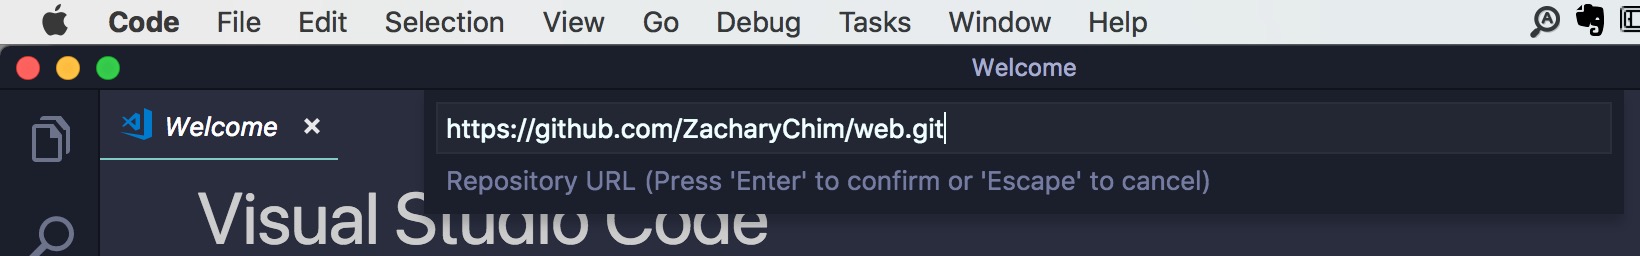 Code File Edit Selection View Go Debug Tasks Window Help
Welcome
Welcome ×
https://github.com/ZacharyChim/web.git
Repository URL (Press 'Enter' to confirm or 'Escape' to cancel)
Visual Studio Code